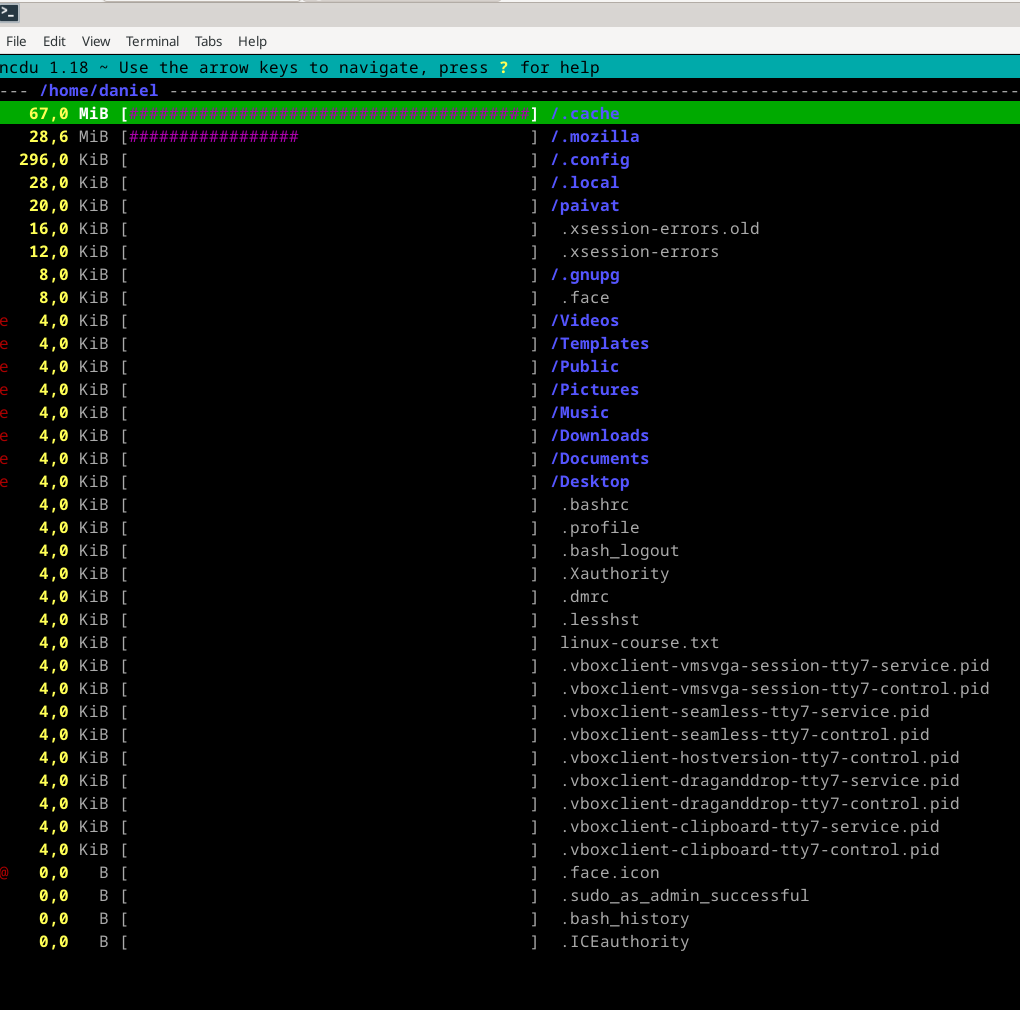 >_
File Edit View Terminal Tabs Help
ncdu 1.18 ~ Use the arrow keys to navigate, press ? for help
--- /home/daniel -------------------------------------------------------------------------------------
67,0 MiB [########################################] /.cache
28,6 MiB [################# ] /.mozilla
296,0 KiB [ ] /.config
28,0 KiB [ ] /.local
20,0 KiB [ ] /paivat
16,0 KiB [ ] .xsession-errors.old
12,0 KiB [ ] .xsession-errors
8,0 KiB [ ] /.gnupg
8,0 KiB [ ] .face
e 4,0 KiB [ ] /Videos
e 4,0 KiB [ ] /Templates
e 4,0 KiB [ ] /Public
e 4,0 KiB [ ] /Pictures
e 4,0 KiB [ ] /Music
e 4,0 KiB [ ] /Downloads
e 4,0 KiB [ ] /Documents
e 4,0 KiB [ ] /Desktop
4,0 KiB [ ] .bashrc
4,0 KiB [ ] .profile
4,0 KiB [ ] .bash_logout
4,0 KiB [ ] .Xauthority
4,0 KiB [ ] .dmrc
4,0 KiB [ ] .lesshst
4,0 KiB [ ] linux-course.txt
4,0 KiB [ ] .vboxclient-vmsvga-session-tty7-service.pid
4,0 KiB [ ] .vboxclient-vmsvga-session-tty7-control.pid
4,0 KiB [ ] .vboxclient-seamless-tty7-service.pid
4,0 KiB [ ] .vboxclient-seamless-tty7-control.pid
4,0 KiB [ ] .vboxclient-hostversion-tty7-control.pid
4,0 KiB [ ] .vboxclient-draganddrop-tty7-service.pid
4,0 KiB [ ] .vboxclient-draganddrop-tty7-control.pid
4,0 KiB [ ] .vboxclient-clipboard-tty7-service.pid
4,0 KiB [ ] .vboxclient-clipboard-tty7-control.pid
@ 0,0 B [ ] .face.icon
0,0 B [ ] .sudo_as_admin_successful
0,0 B [ ] .bash_history
0,0 B [ ] .ICEauthority